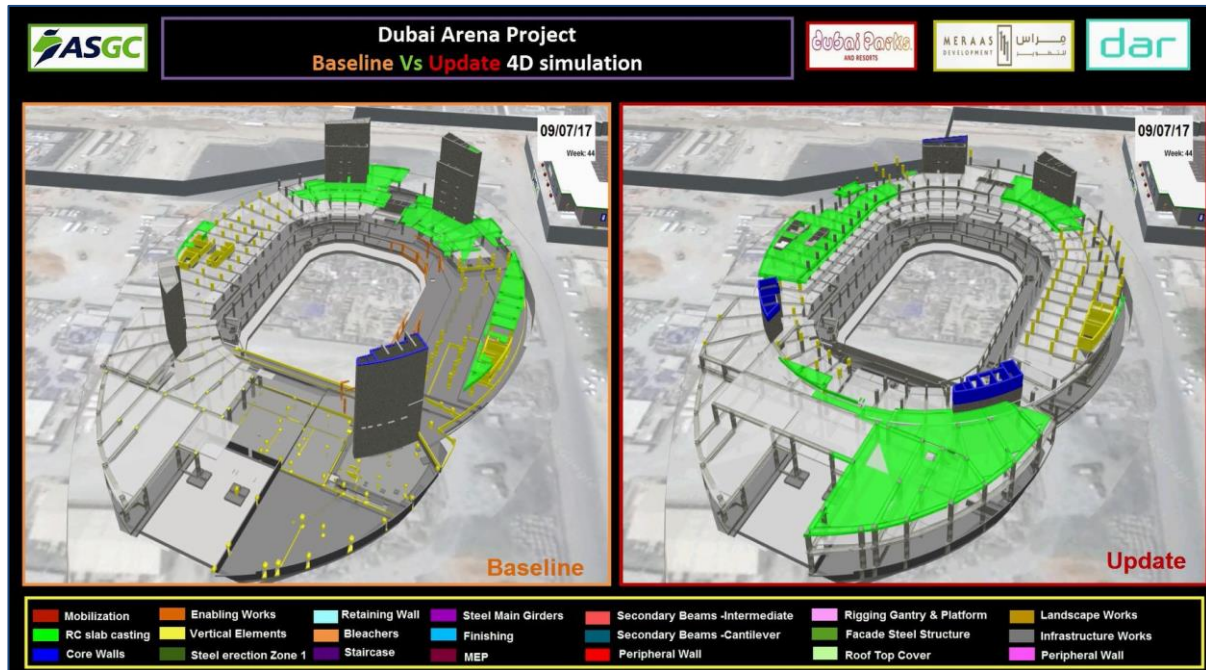 ASGC
Dubai Arena Project
Baseline Vs Update 4D simulation
dubai Parks
AND RESORTS
MERAAS
DEVELOPMENT
مراس
للتطوير
dar
09/07/17
Week: 44
Baseline
09/07/17
Week: 44
Update
Mobilization
Enabling Works
Retaining Wall
Steel Main Girders
Secondary Beams -Intermediate
Rigging Gantry & Platform
Landscape Works
RC slab casting
Vertical Elements
Bleachers
Finishing
Secondary Beams -Cantilever
Facade Steel Structure
Infrastructure Works
Core Walls
Steel erection Zone 1
Staircase
MEP
Peripheral Wall
Roof Top Cover
Peripheral Wall